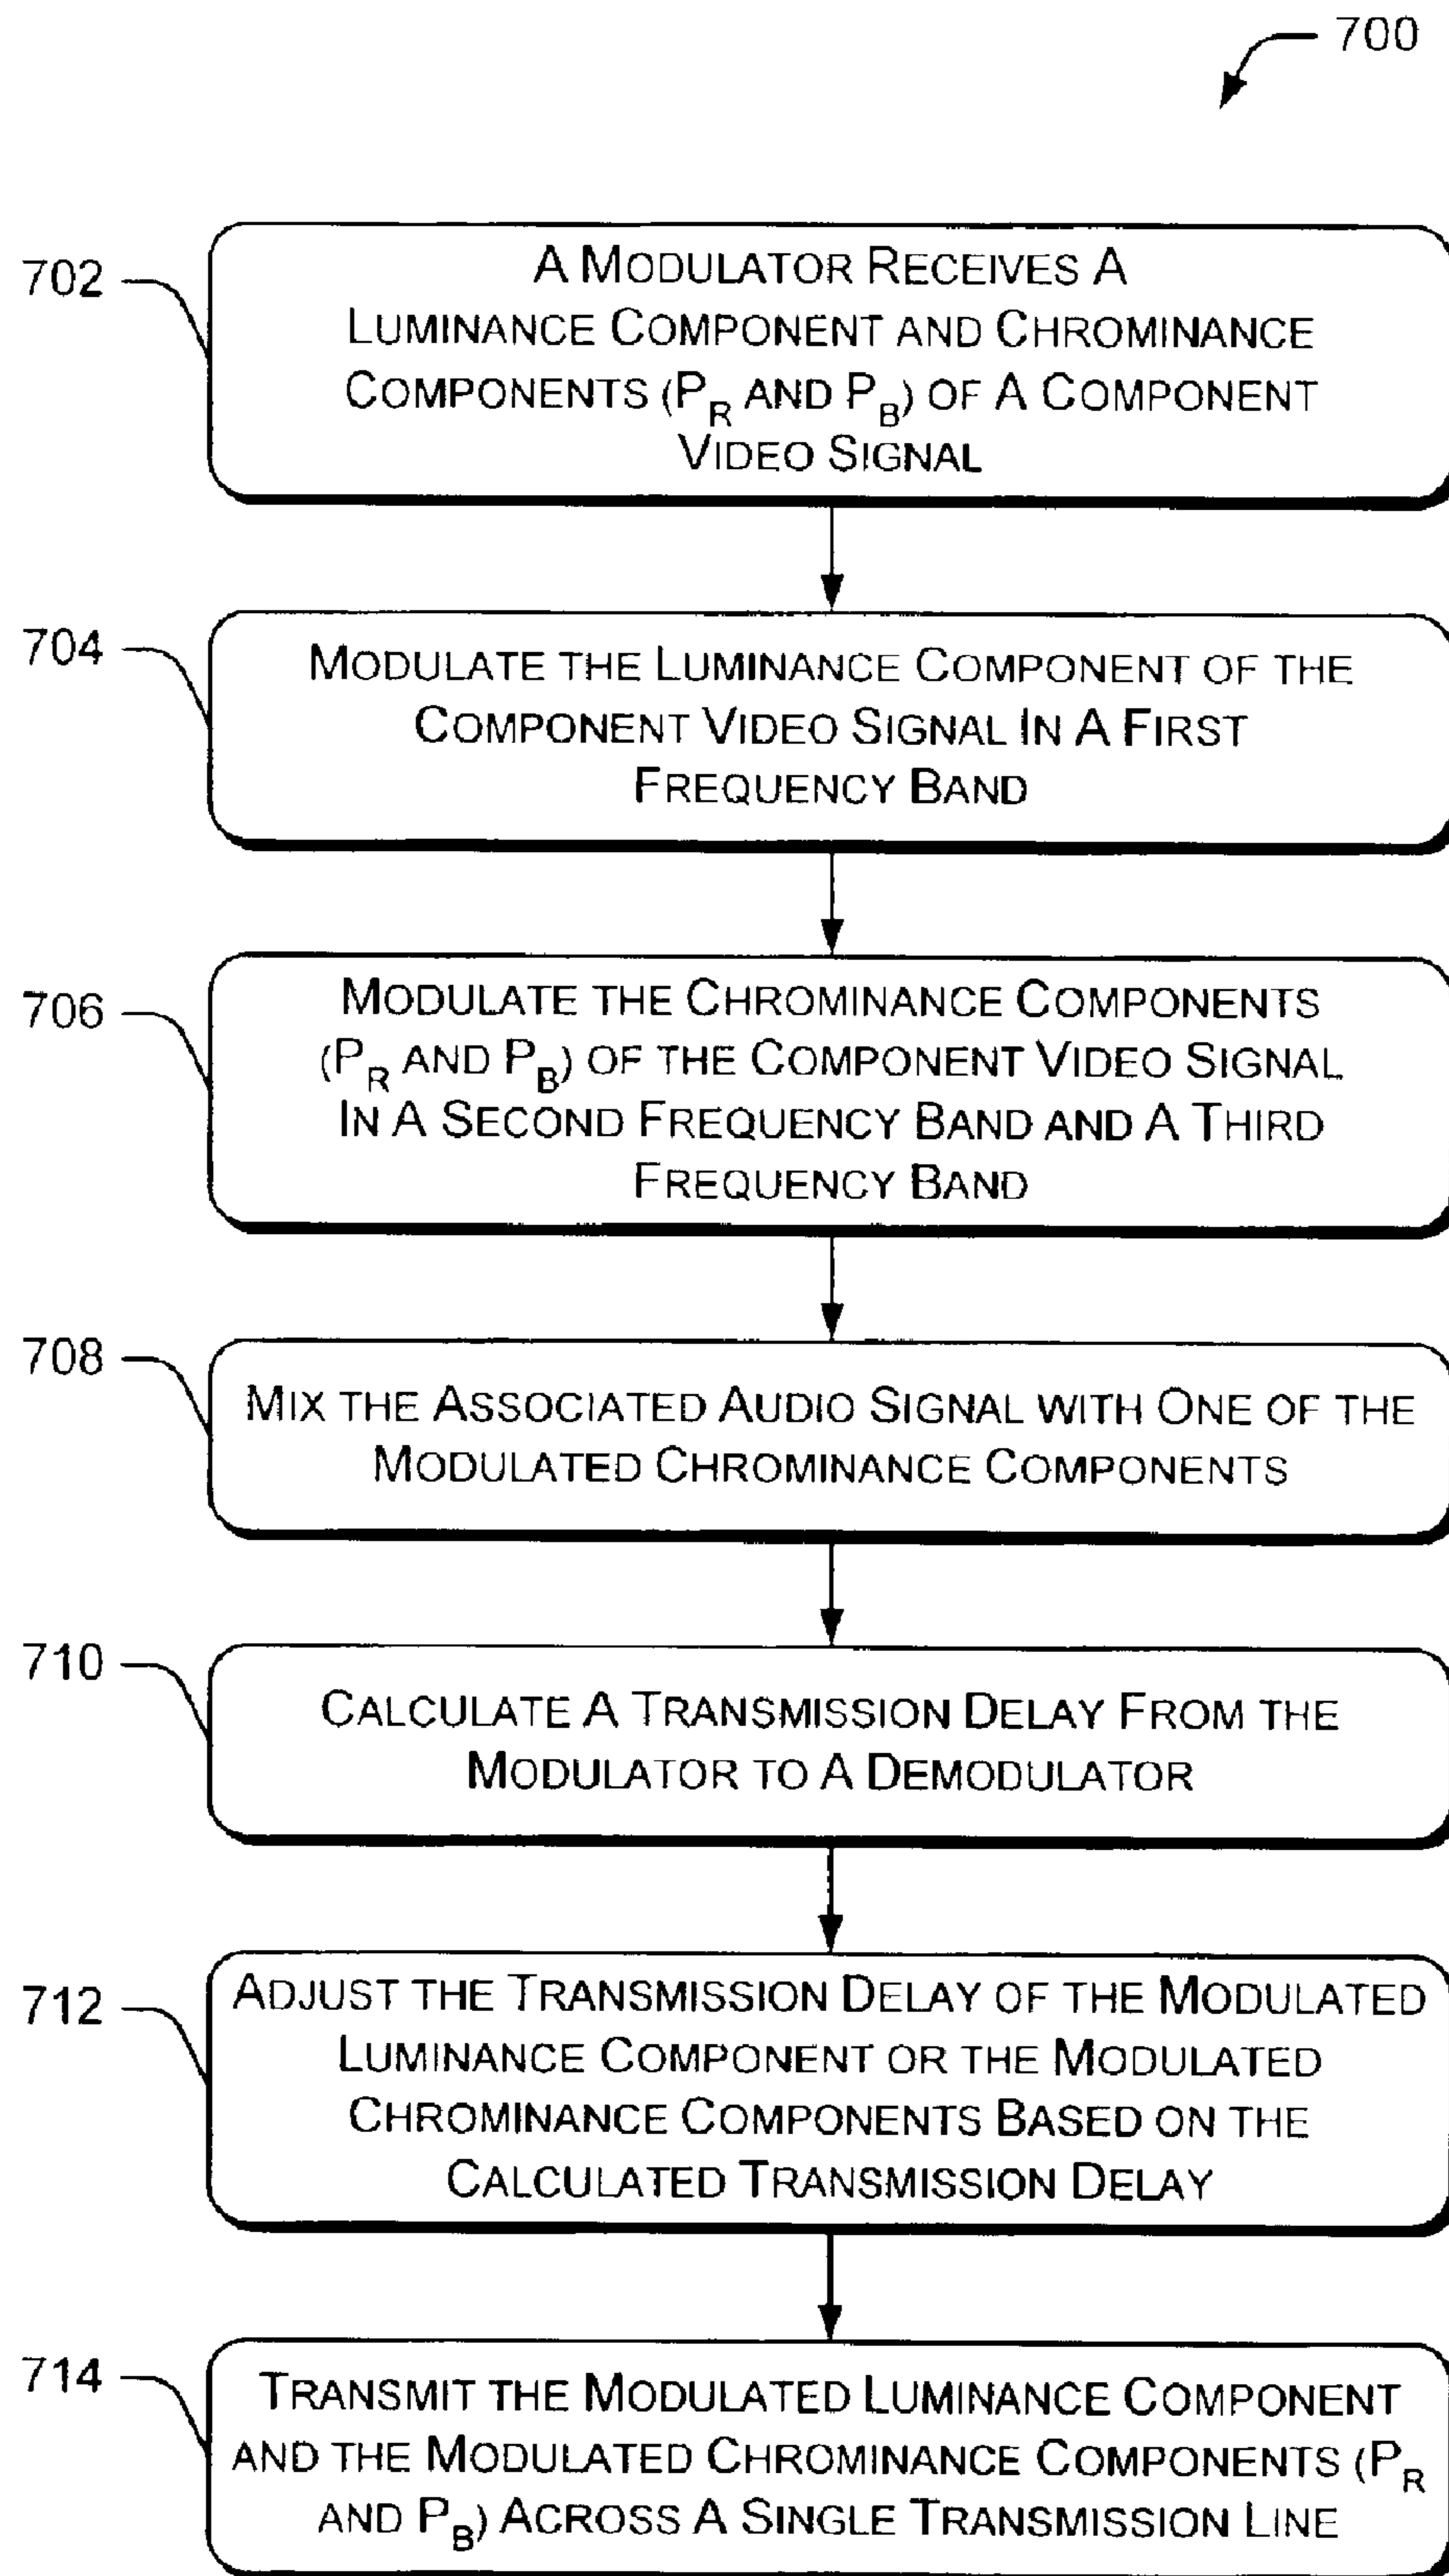 700
702
A MODULATOR RECEIVES A
LUMINANCE COMPONENT AND CHROMINANCE
COMPONENTS (PR AND PB) OF A COMPONENT
VIDEO SIGNAL
704
MODULATE THE LUMINANCE COMPONENT OF THE
COMPONENT VIDEO SIGNAL IN A FIRST
FREQUENCY BAND
706
MODULATE THE CHROMINANCE COMPONENTS
(PR AND PB) OF THE COMPONENT VIDEO SIGNAL
IN A SECOND FREQUENCY BAND AND A THIRD
FREQUENCY BAND
708
MIX THE ASSOCIATED AUDIO SIGNAL WITH ONE OF THE
MODULATED CHROMINANCE COMPONENTS
710
CALCULATE A TRANSMISSION DELAY FROM THE
MODULATOR TO A DEMODULATOR
712
ADJUST THE TRANSMISSION DELAY OF THE MODULATED
LUMINANCE COMPONENT OR THE MODULATED
CHROMINANCE COMPONENTS BASED ON THE
CALCULATED TRANSMISSION DELAY
714
TRANSMIT THE MODULATED LUMINANCE COMPONENT
AND THE MODULATED CHROMINANCE COMPONENTS (PR
AND PB) ACROSS A SINGLE TRANSMISSION LINE